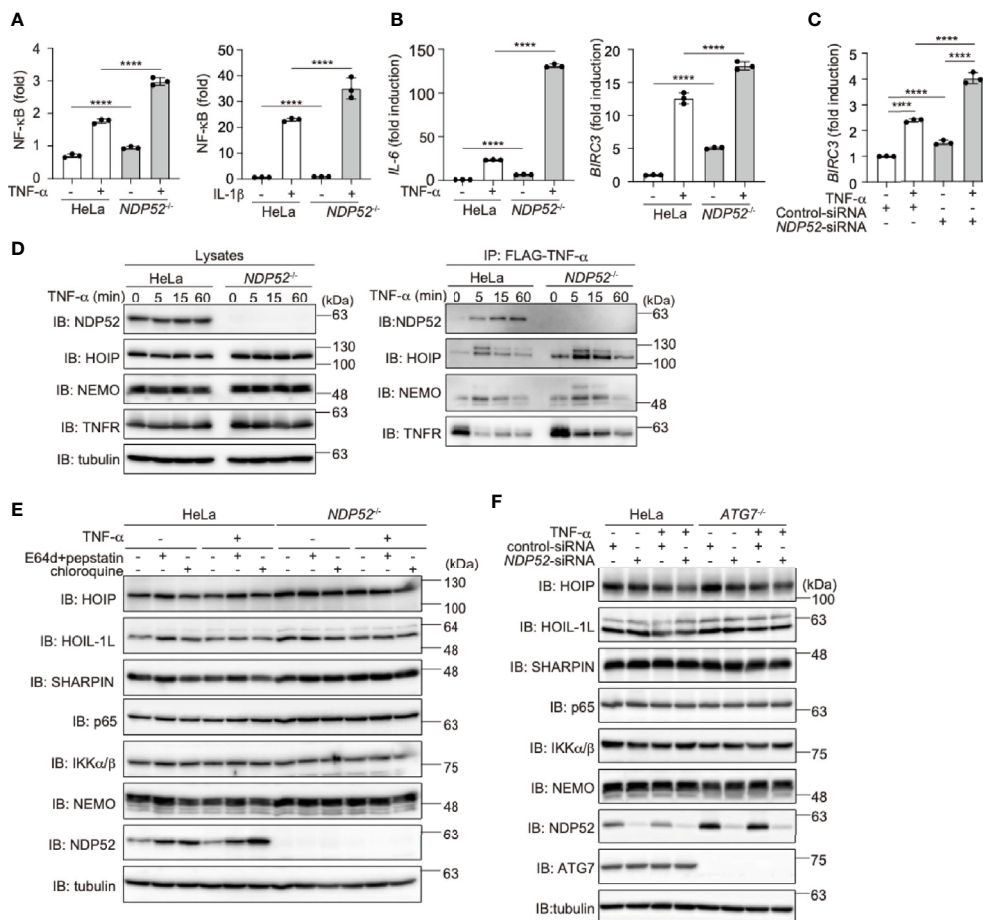 A
NF-κB (fold)
4
3
2
1
0
****
****
TNF-α - + - +
HeLa NDP52-/-
NF-κB (fold)
50
40
30
20
10
0
****
****
IL-1β - + - +
HeLa NDP52-/-
B
IL-6 (fold induction)
150
100
50
0
****
****
TNF-α - + - +
HeLa NDP52-/-
BIRC3 (fold induction)
20
15
10
5
0
****
****
- + - +
HeLa NDP52-/-
C
BIRC3 (fold induction)
5
4
3
2
1
0
****
****
****
****
TNF-α - + - +
Control-siRNA + + - -
NDP52-siRNA - - + +
D
Lysates
HeLa NDP52-/-
TNF-α (min) 0 5 15 60 0 5 15 60 (kDa)
IB: NDP52 63
IB: HOIP 130
100
IB: NEMO 48
IB: TNFR 63
IB: tubulin 63
IP: FLAG-TNF-α
HeLa NDP52-/-
TNF-α (min) 0 5 15 60 0 5 15 60 (kDa)
IB:NDP52 63
IB: HOIP 130
100
IB: NEMO 48
IB: TNFR 63
E
HeLa NDP52-/-
TNF-α - + - +
E64d+pepstatin - + - - + - - + - - + -
chloroquine - - + - - + - - + - - +
(kDa)
IB: HOIP 130
100
IB: HOIL-1L 64
48
IB: SHARPIN 48
IB: p65 63
IB: IKKα/β 75
IB: NEMO 48
IB: NDP52 63
IB: tubulin 63
F
HeLa ATG7-/-
TNF-α - - + + - - + +
control-siRNA + - + - + - + -
NDP52-siRNA - + - + - + - +
IB: HOIP (kDa)
100
IB: HOIL-1L 63
IB: SHARPIN 48
IB: p65 63
IB: IKKα/β 75
IB: NEMO 48
IB: NDP52 63
IB: ATG7 75
IB:tubulin 63